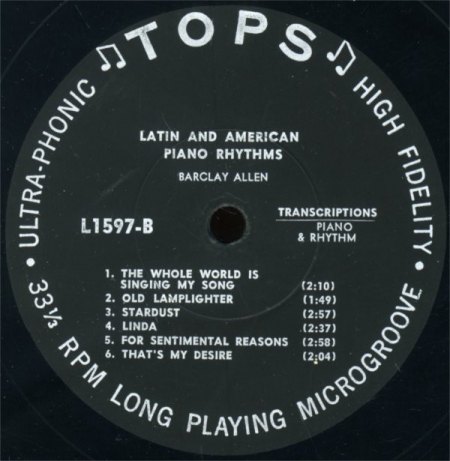 ♫ TOPS ♪
• ULTRA-PHONIC
HIGH FIDELITY •
LATIN AND AMERICAN
PIANO RHYTHMS
BARCLAY ALLEN
L1597-B
TRANSCRIPTIONS
PIANO
& RHYTHM
1. THE WHOLE WORLD IS
SINGING MY SONG (2:10)
2. OLD LAMPLIGHTER (1:49)
3. STARDUST (2:57)
4. LINDA (2:37)
5. FOR SENTIMENTAL REASONS (2:58)
6. THAT'S MY DESIRE (2:04)
33⅓ RPM LONG PLAYING MICROGROOVE